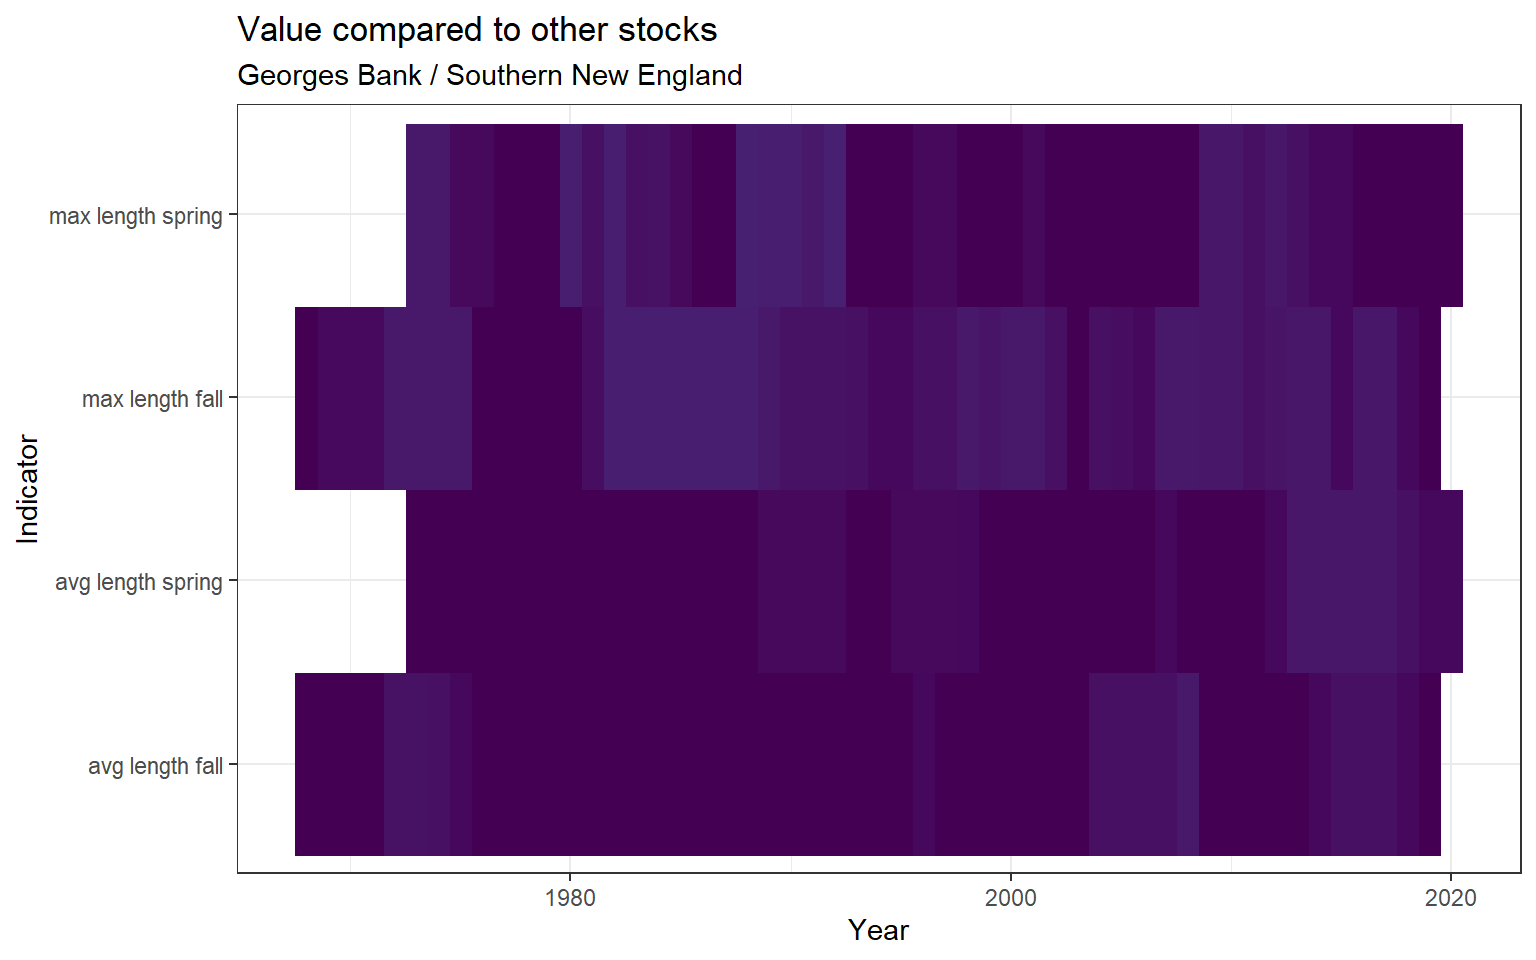 Value compared to other stocks
Georges Bank / Southern New England
max length spring
max length fall
avg length spring
avg length fall
Indicator
1980
2000
2020
Year